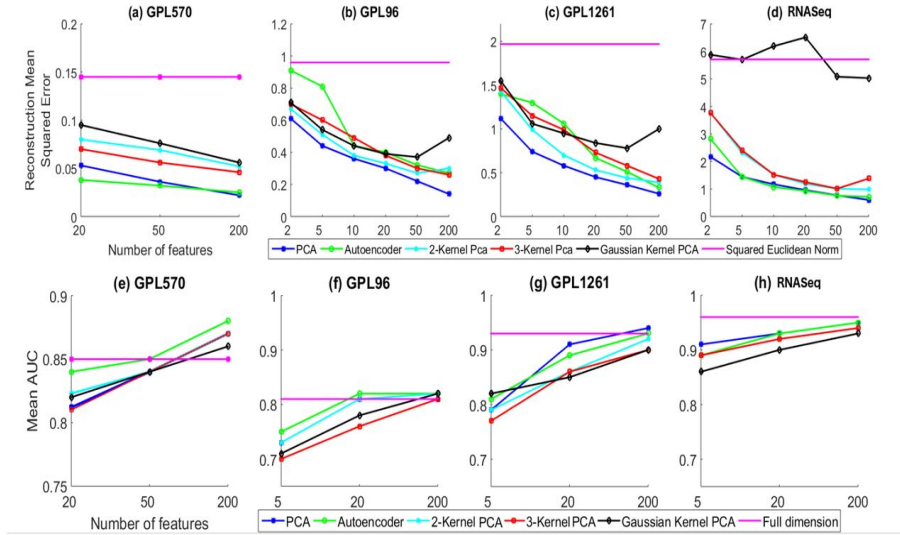 (a) GPL570
(b) GPL96
(c) GPL1261
(d) RNASeq
Reconstruction Mean
Squared Error
0.2
0.15
0.1
0.05
0
20 50 200
Number of features
1.2
1
0.8
0.6
0.4
0.2
0
2 5 10 20 50 200
2
1.5
1
0.5
0
2 5 10 20 50 200
7
6
5
4
3
2
1
0
2 5 10 20 50 200
PCA Autoencoder 2-Kernel Pca 3-Kernel Pca Gaussian Kernel PCA Squared Euclidean Norm
(e) GPL570
(f) GPL96
(g) GPL1261
(h) RNASeq
Mean AUC
0.9
0.85
0.8
0.75
20 50 200
Number of features
1
0.9
0.8
0.7
5 20 200
1
0.9
0.8
0.7
5 20 200
1
0.9
0.8
0.7
5 20 200
PCA Autoencoder 2-Kernel PCA 3-Kernel PCA Gaussian Kernel PCA Full dimension